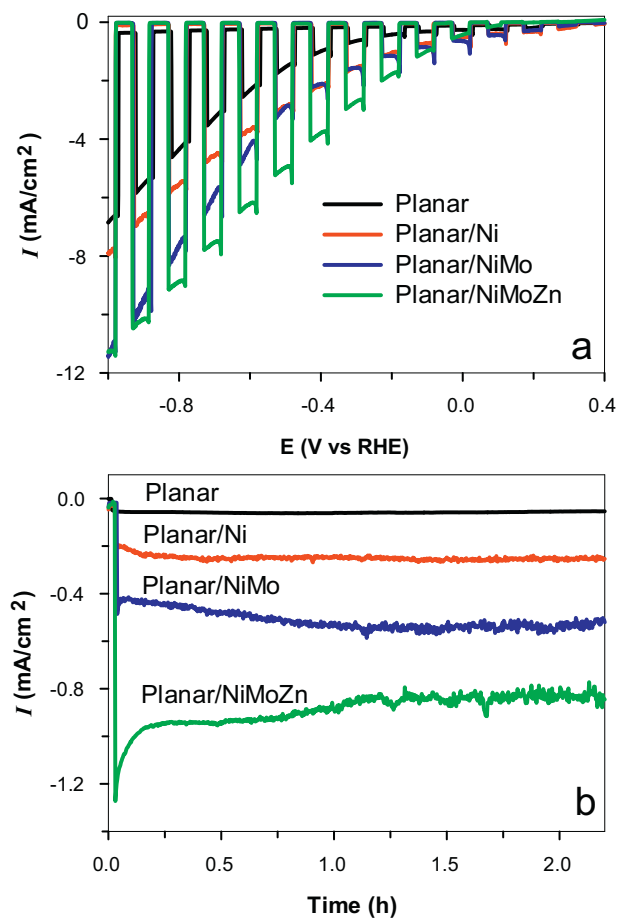 0
-4
-8
-12
I (mA/cm²)
Planar
Planar/Ni
Planar/NiMo
Planar/NiMoZn
a
-0.8
-0.4
0.0
0.4
E (V vs RHE)
0.0
-0.4
-0.8
-1.2
I (mA/cm²)
Planar
Planar/Ni
Planar/NiMo
Planar/NiMoZn
b
0.0
0.5
1.0
1.5
2.0
Time (h)